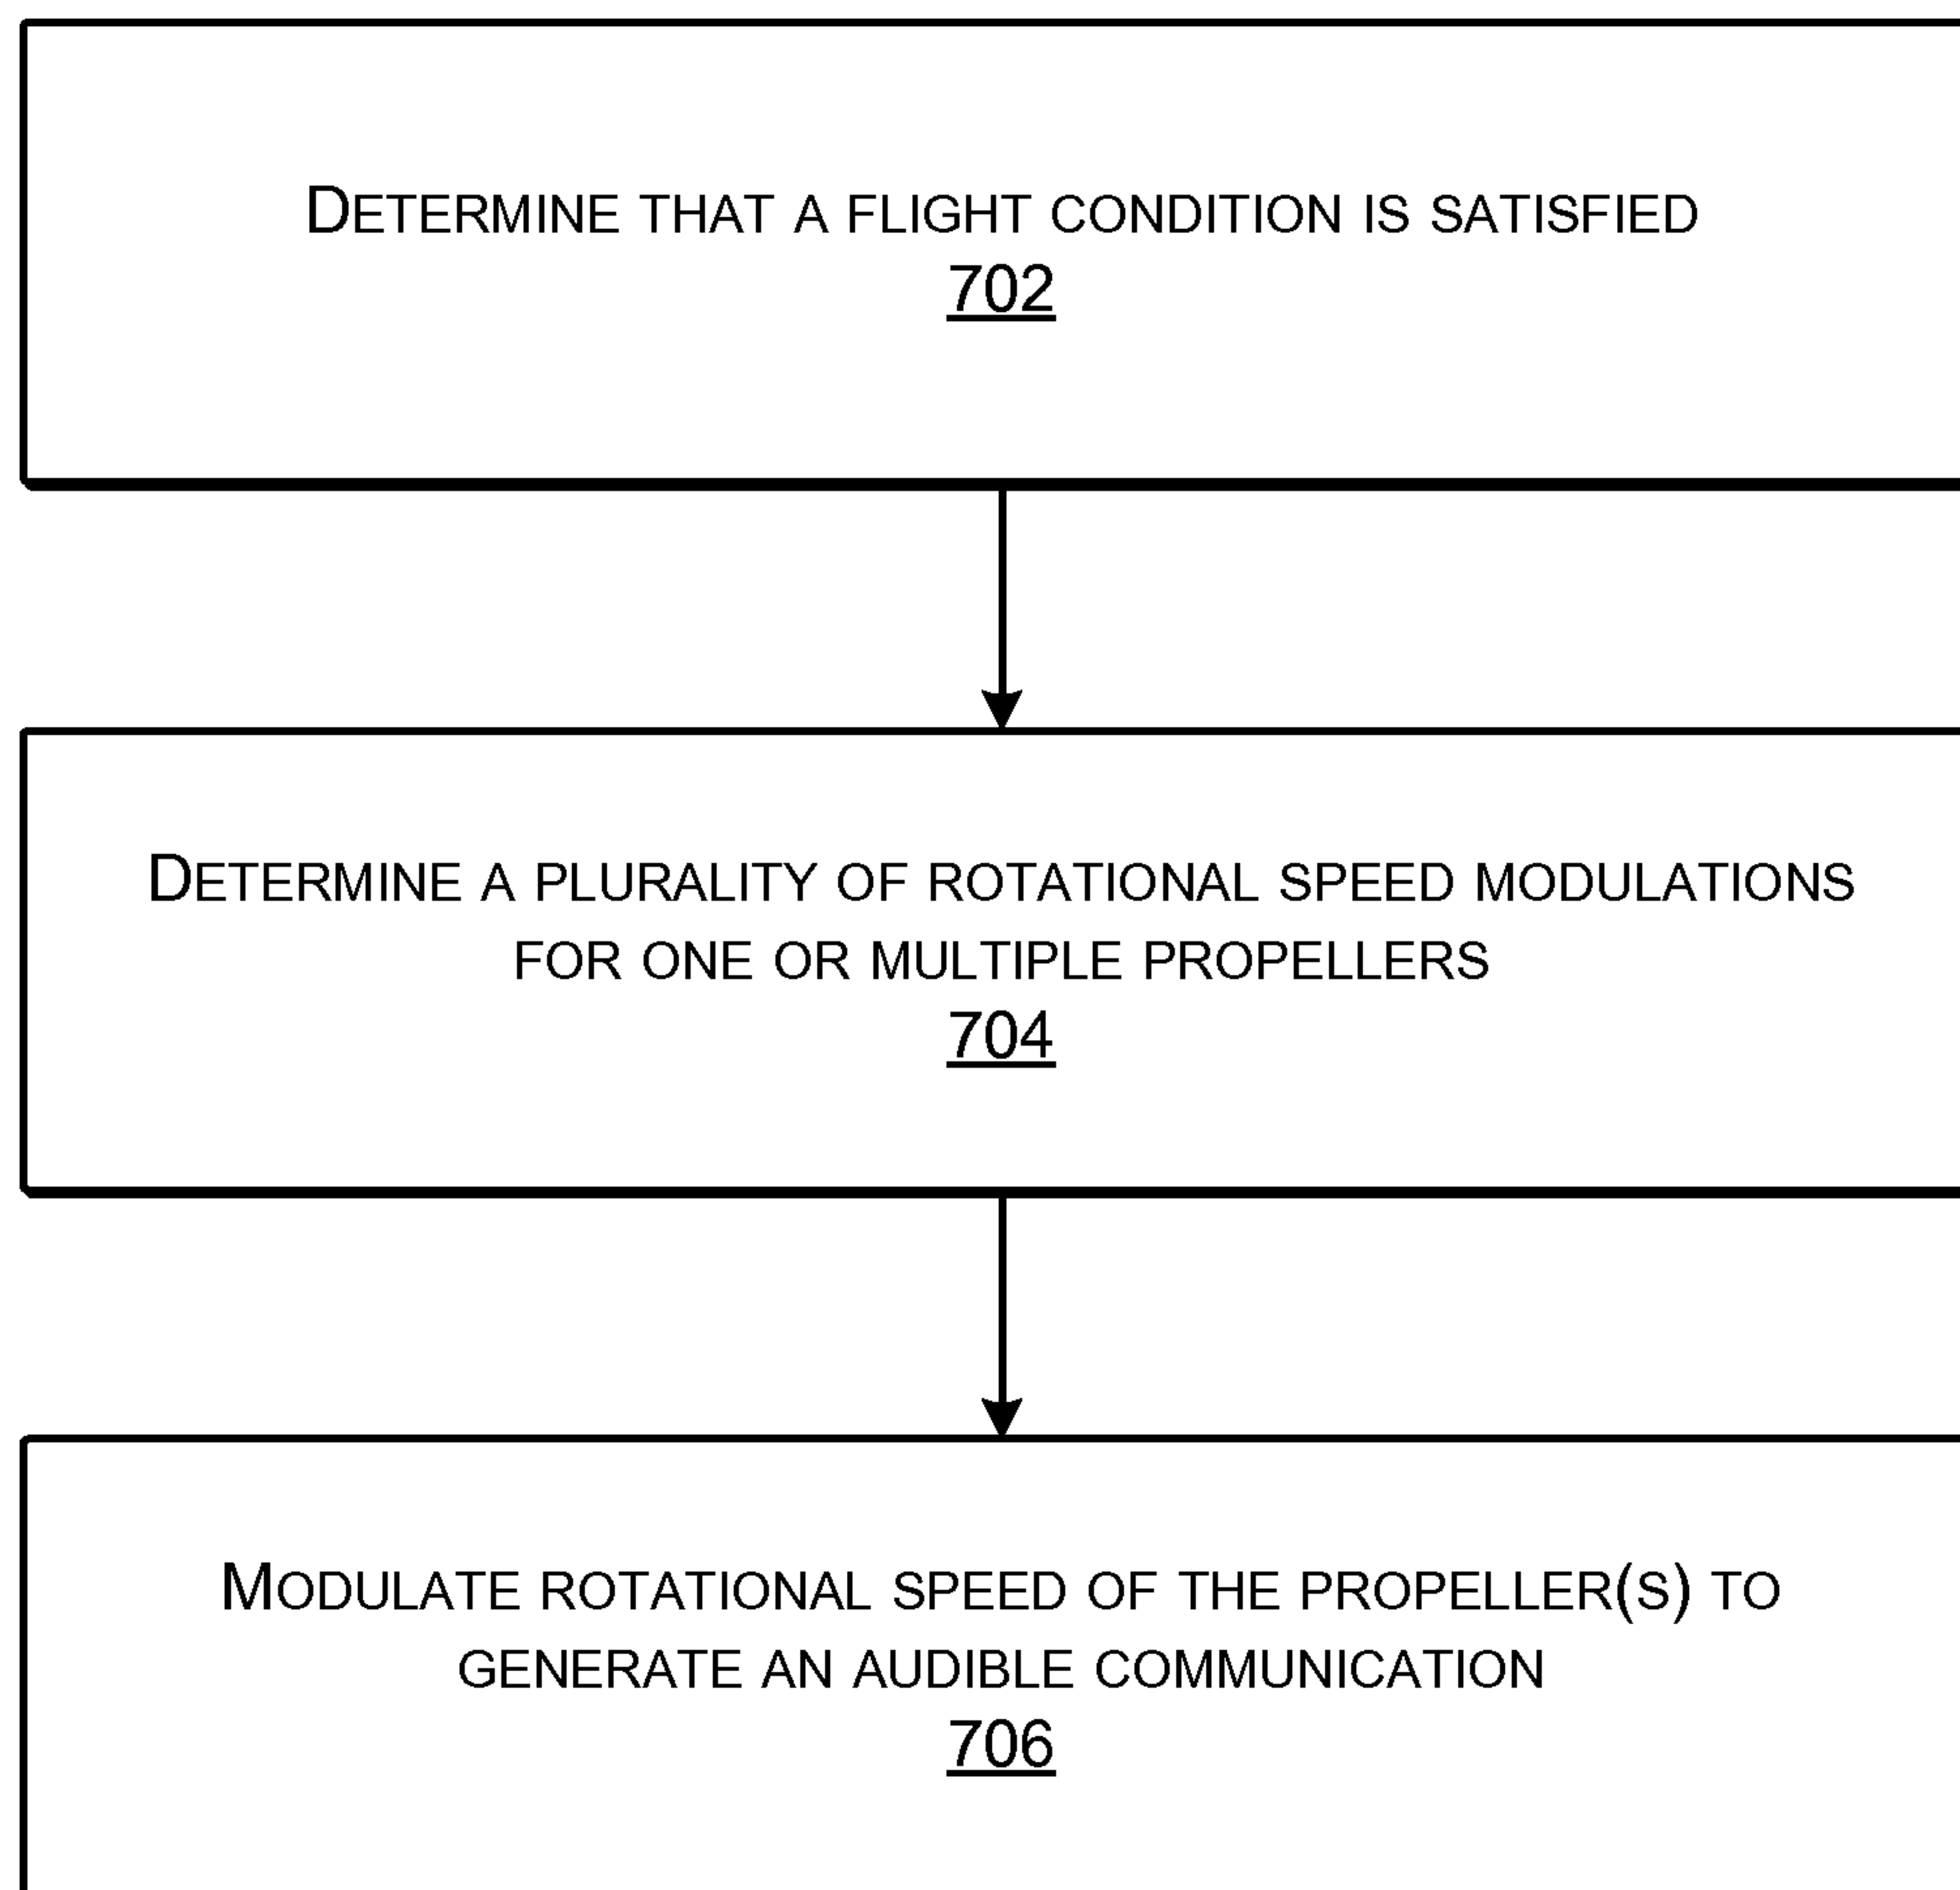 Determine that a flight condition is satisfied
702
Determine a plurality of rotational speed modulations
for one or multiple propellers
704
Modulate rotational speed of the propeller(s) to
generate an audible communication
706